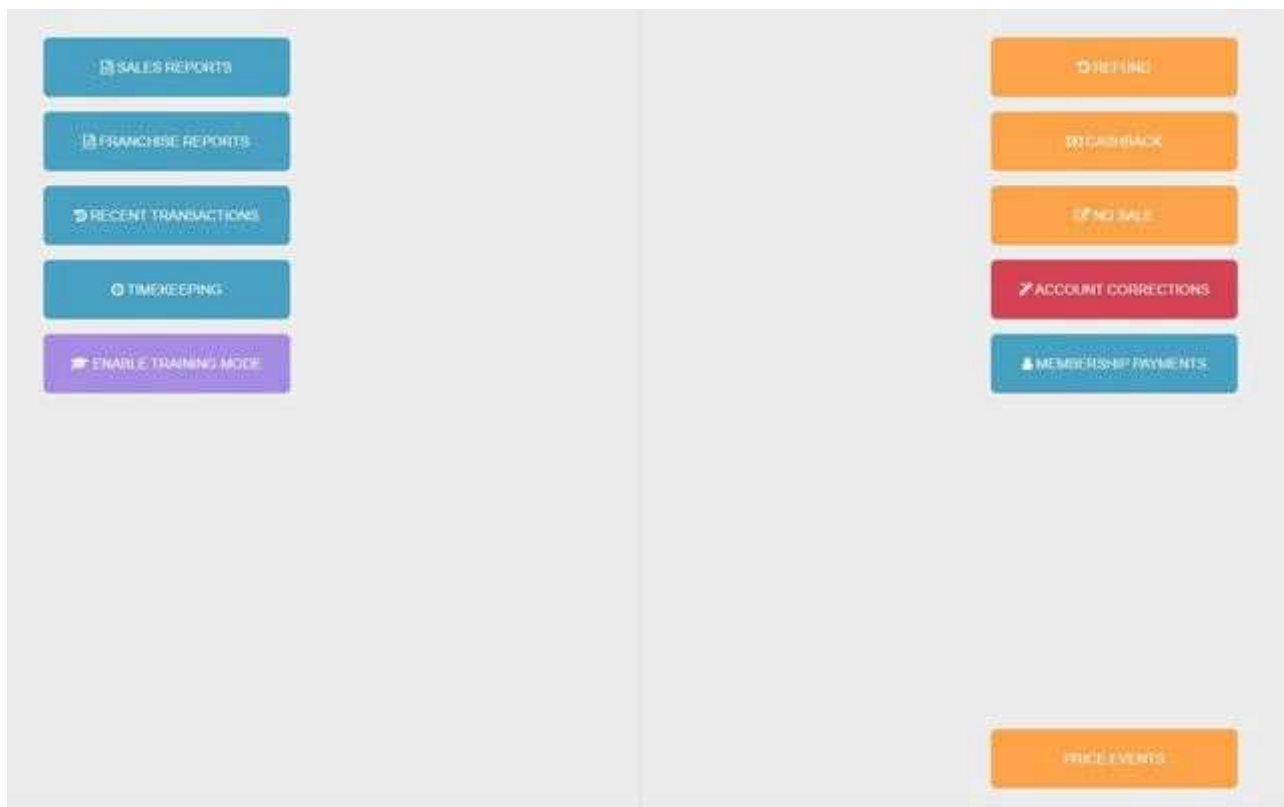 SALES REPORTS
FRANCHISE REPORTS
RECENT TRANSACTIONS
TIMEKEEPING
ENABLE TRAINING MODE
REFUND
CASHBACK
NO SALE
ACCOUNT CORRECTIONS
MEMBERSHIP PAYMENTS
PRICE EVENTS